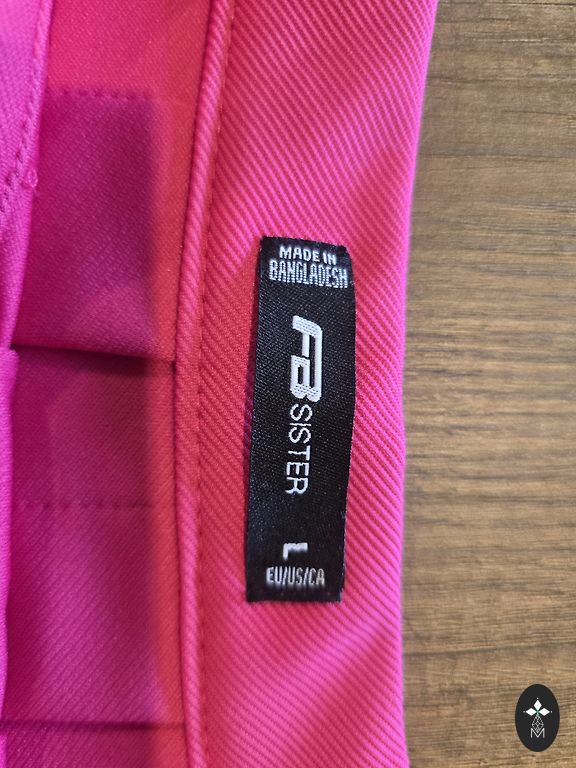 MADE IN
BANGLADESH
FB
SISTER
L
EU/US/CA
M